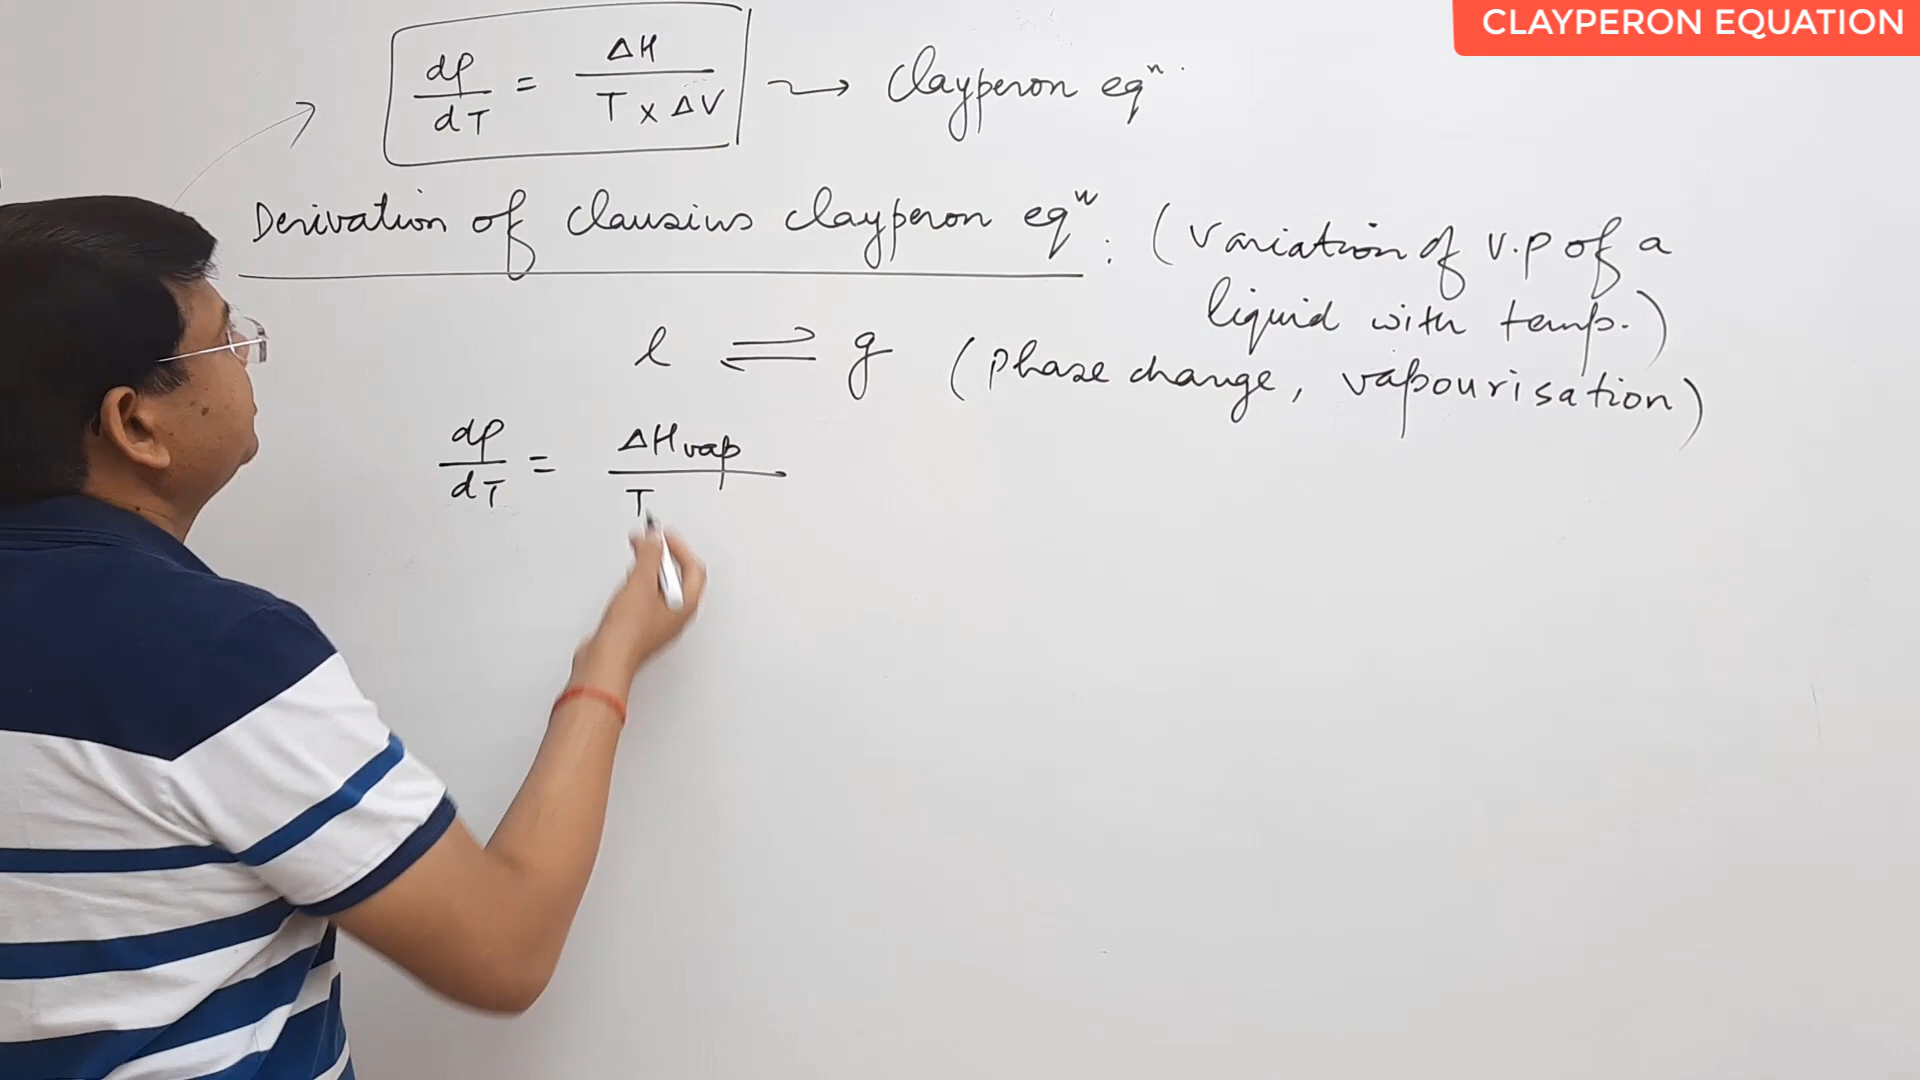 CLAYPERON EQUATION
dP/dT = ΔH/(T x ΔV) → Clayperon eqⁿ.
Derivation of Clausius Clayperon eqⁿ : (Variation of v.p of a
liquid with temp.)
l ⇌ g (phase change, vapourisation)
dP/dT = ΔHvap/T